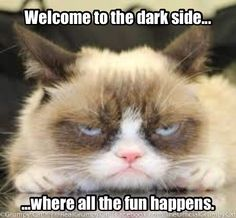 Welcome to the dark side...
...where all the fun happens.